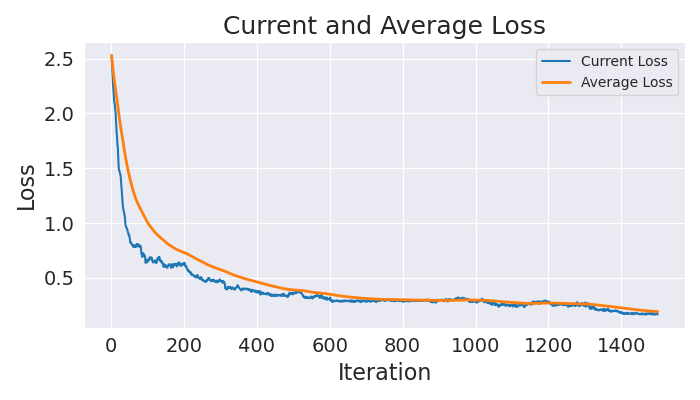 Current and Average Loss
Current Loss
Average Loss
Loss
2.5
2.0
1.5
1.0
0.5
0 200 400 600 800 1000 1200 1400
Iteration